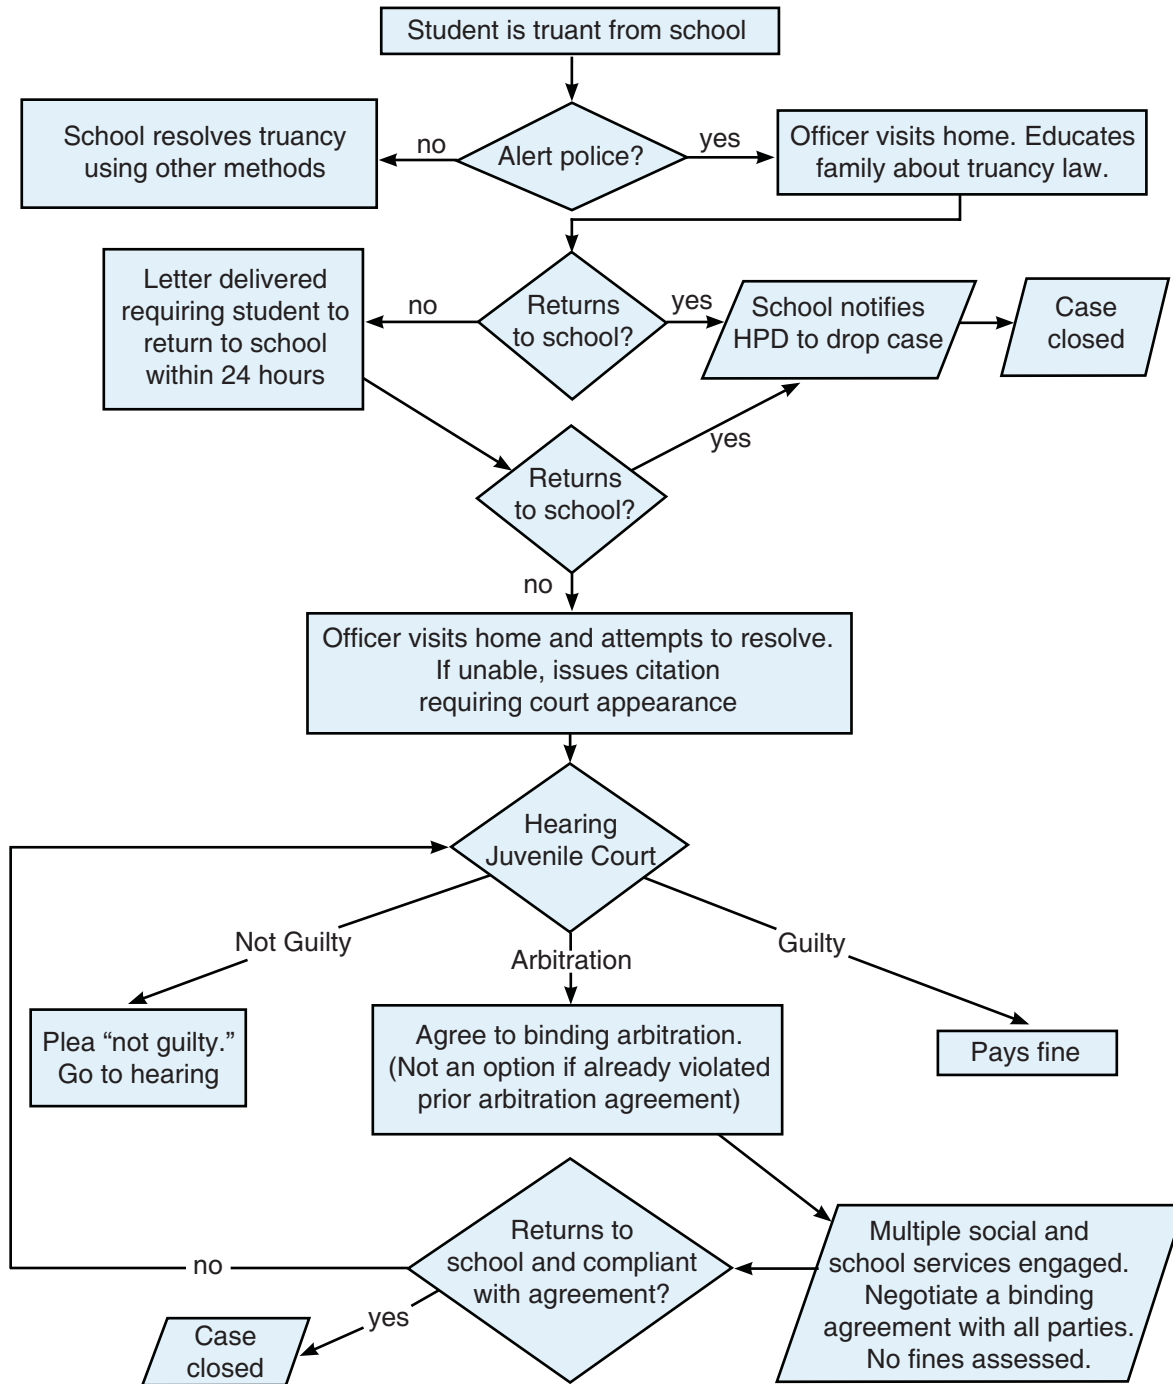 Student is truant from school
School resolves truancy
using other methods
no
Alert police?
yes
Officer visits home. Educates
family about truancy law.
Letter delivered
requiring student to
return to school
within 24 hours
no
Returns
to school?
yes
School notifies
HPD to drop case
Case
closed
Returns
to school?
yes
no
Officer visits home and attempts to resolve.
If unable, issues citation
requiring court appearance
Hearing
Juvenile Court
Not Guilty
Arbitration
Guilty
Plea “not guilty.”
Go to hearing
Agree to binding arbitration.
(Not an option if already violated
prior arbitration agreement)
Pays fine
Returns to
school and compliant
with agreement?
no
yes
Case
closed
Multiple social and
school services engaged.
Negotiate a binding
agreement with all parties.
No fines assessed.